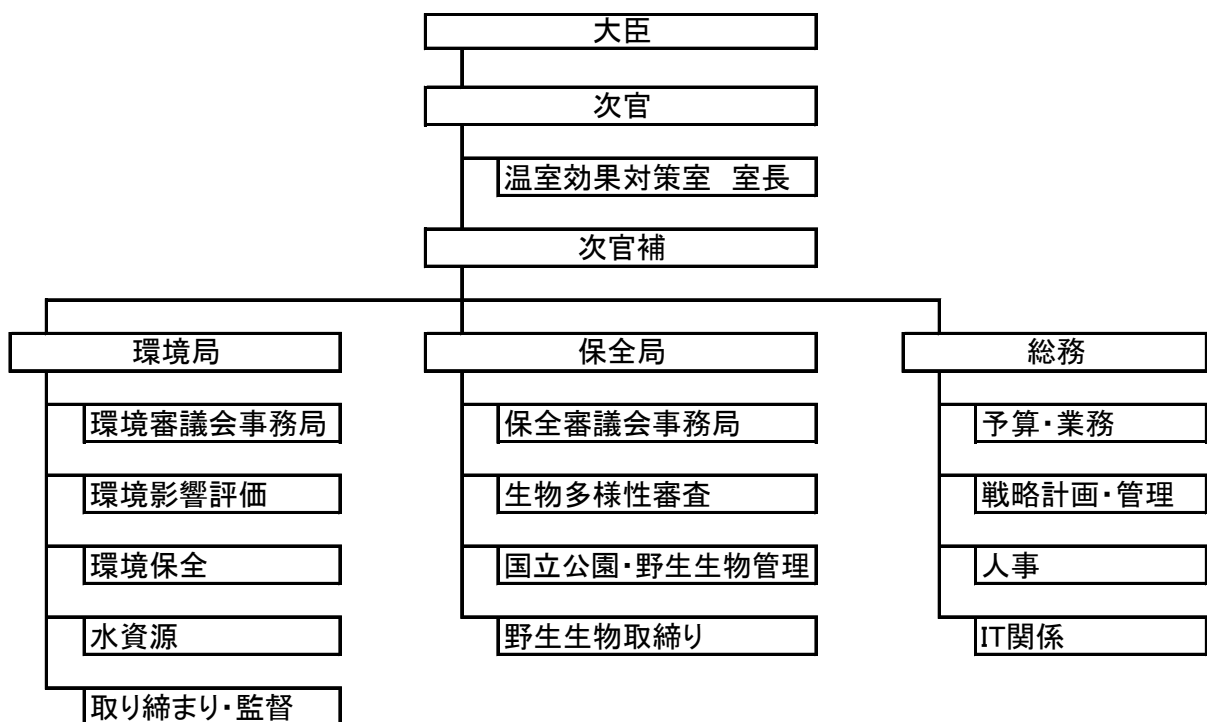 大臣
次官
温室効果対策室　室長
次官補
環境局
保全局
総務
環境審議会事務局
保全審議会事務局
予算・業務
環境影響評価
生物多様性審査
戦略計画・管理
環境保全
国立公園・野生生物管理
人事
水資源
野生生物取締り
IT関係
取り締まり・監督